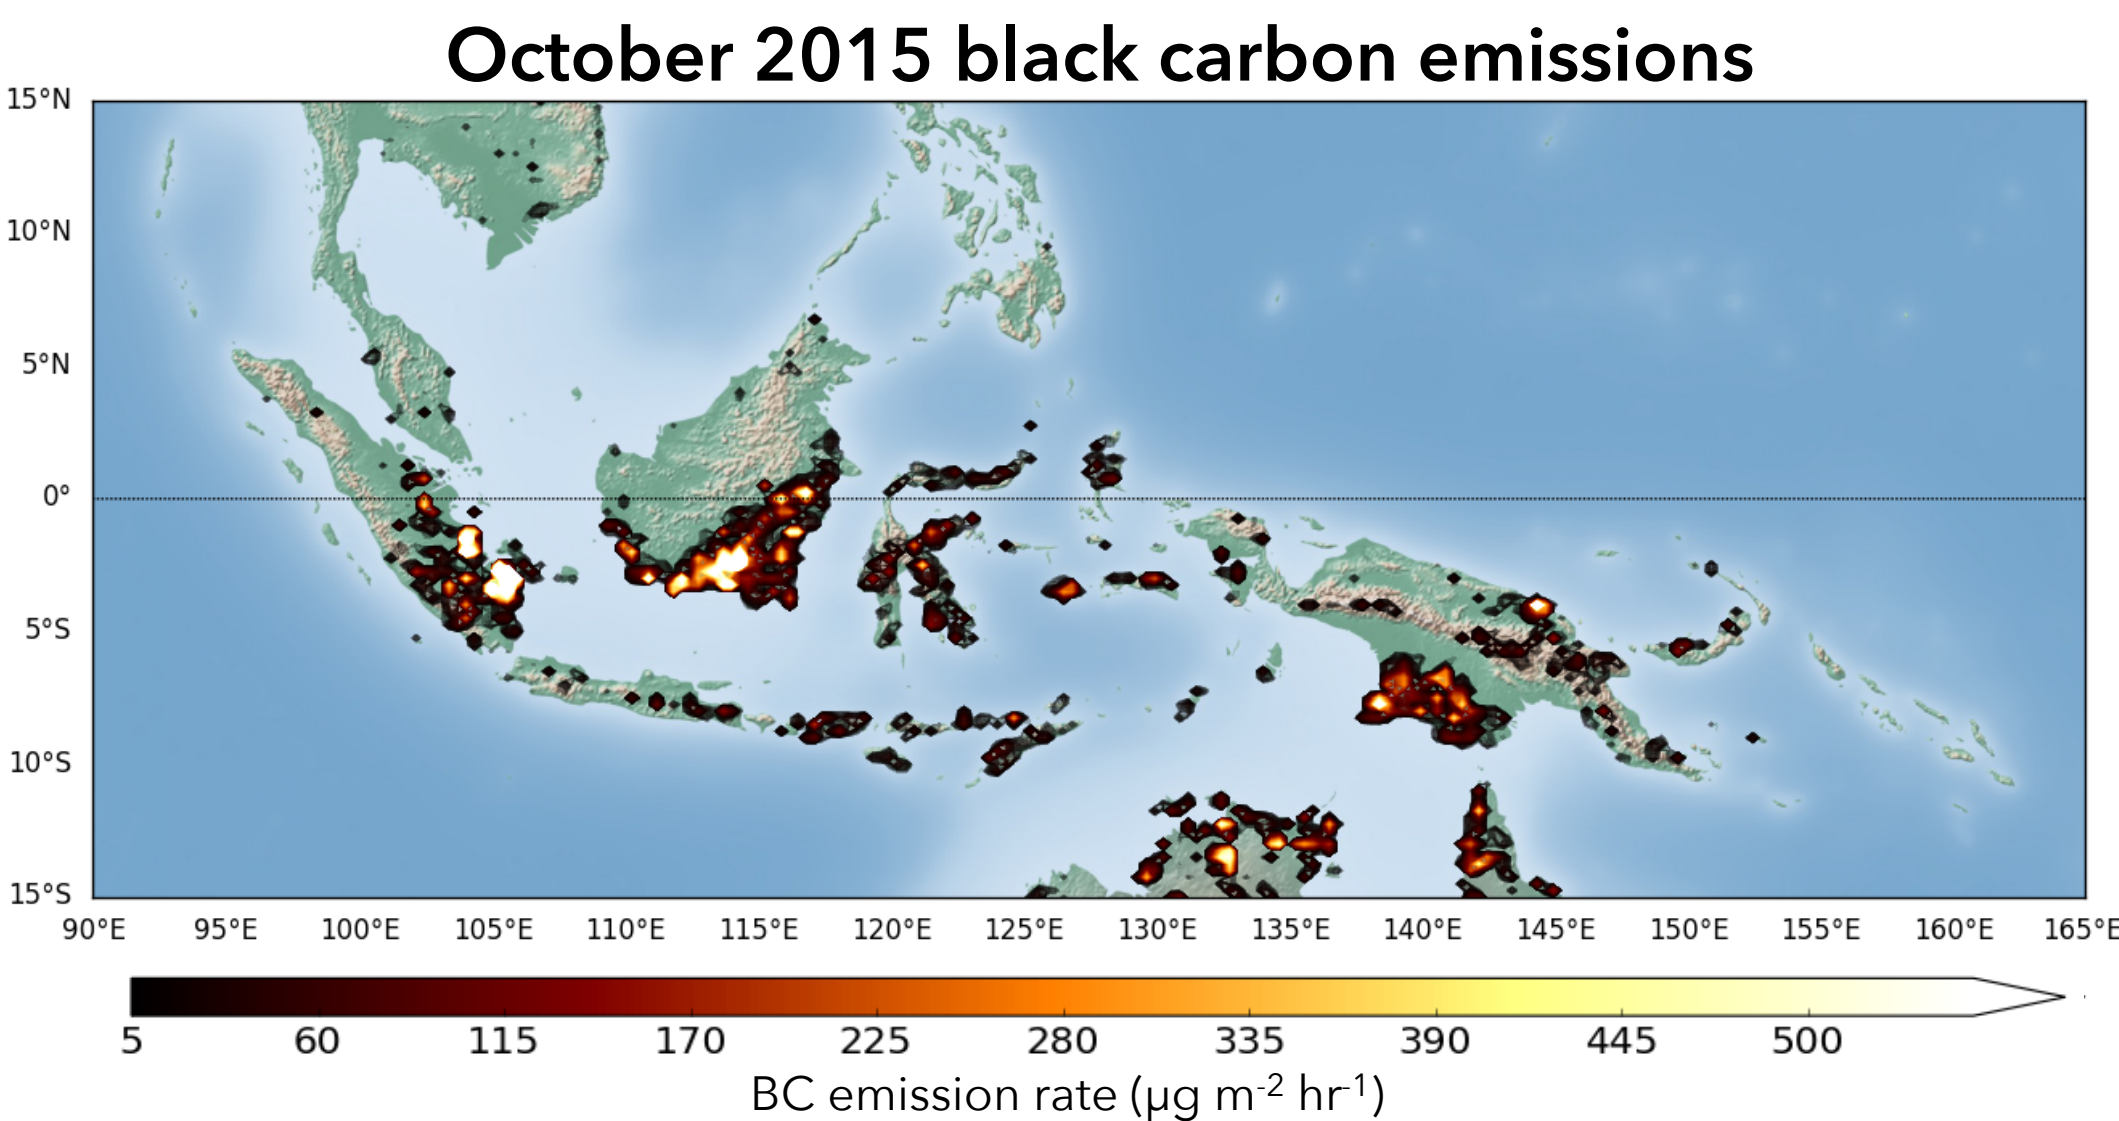 October 2015 black carbon emissions
15°N
10°N
5°N
0°
5°S
10°S
15°S
90°E 95°E 100°E 105°E 110°E 115°E 120°E 125°E 130°E 135°E 140°E 145°E 150°E 155°E 160°E 165°E
5 60 115 170 225 280 335 390 445 500
BC emission rate (µg m⁻² hr⁻¹)